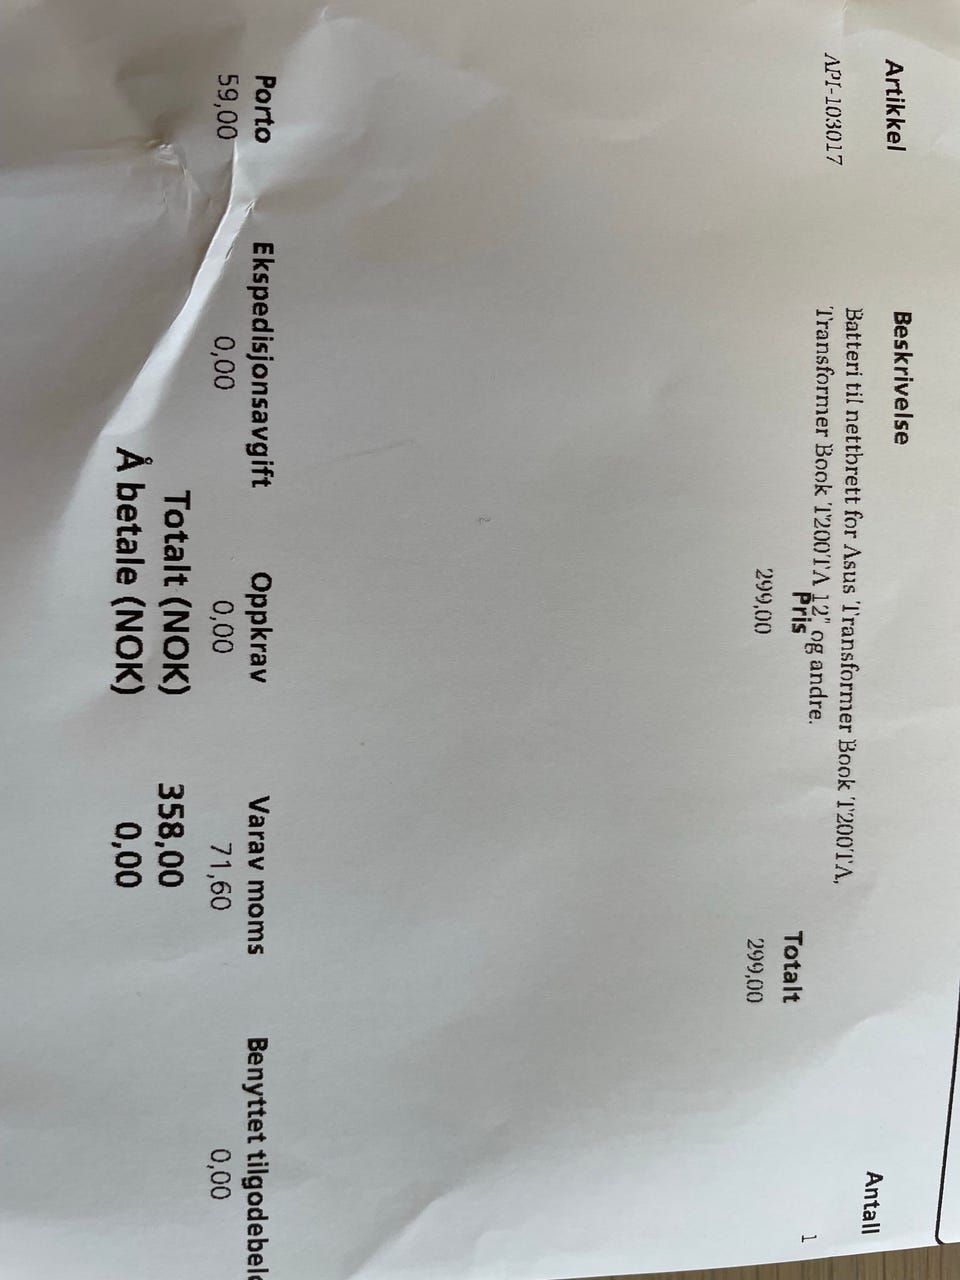 Artikkel Beskrivelse Antall
API-103017 Batteri til nettbrett for Asus Transformer Book T200TA, 1
Transformer Book T200TA 12" og andre.
Pris Totalt
299,00 299,00
Porto Ekspedisjonsavgift Oppkrav Varav moms Benyttet
59,00 0,00 0,00 71,60 0,00
Totalt (NOK) 358,00
Å betale (NOK) 0,00